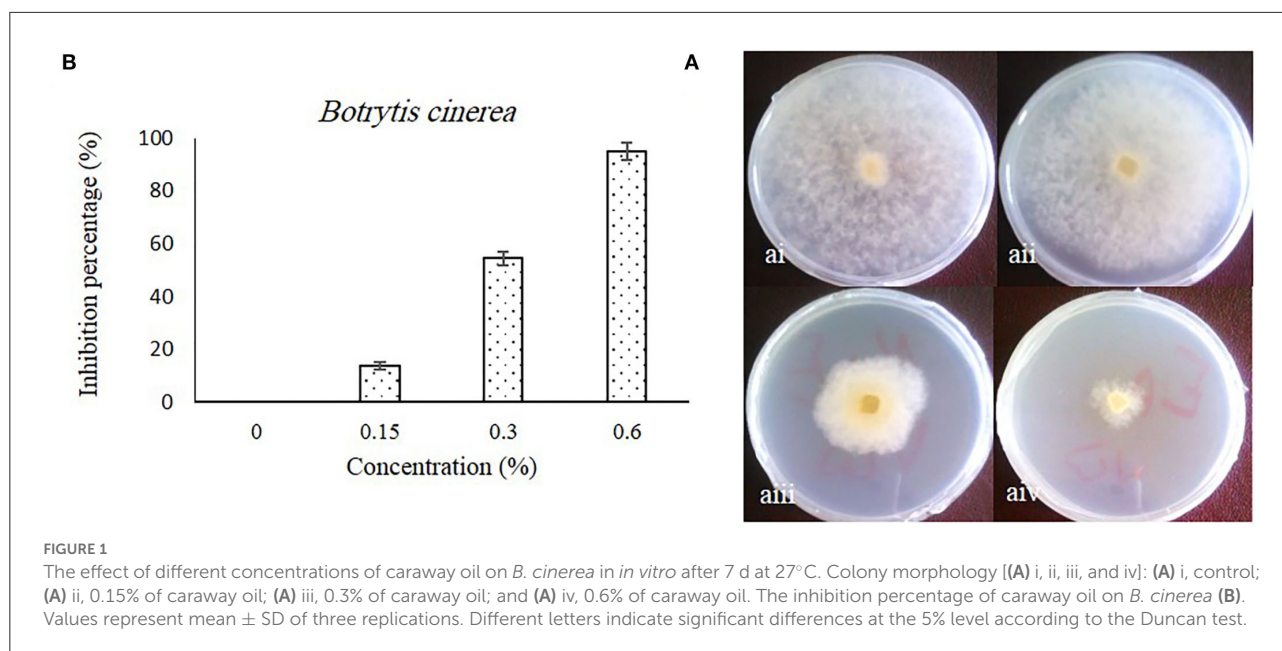 B
A
Botrytis cinerea
Inhibition percentage (%)
100
80
60
40
20
0
0 0.15 0.3 0.6
Concentration (%)
ai
aii
aiii
aiv
FIGURE 1
The effect of different concentrations of caraway oil on B. cinerea in in vitro after 7 d at 27°C. Colony morphology [(A) i, ii, iii, and iv]: (A) i, control;
(A) ii, 0.15% of caraway oil; (A) iii, 0.3% of caraway oil; and (A) iv, 0.6% of caraway oil. The inhibition percentage of caraway oil on B. cinerea (B).
Values represent mean ± SD of three replications. Different letters indicate significant differences at the 5% level according to the Duncan test.